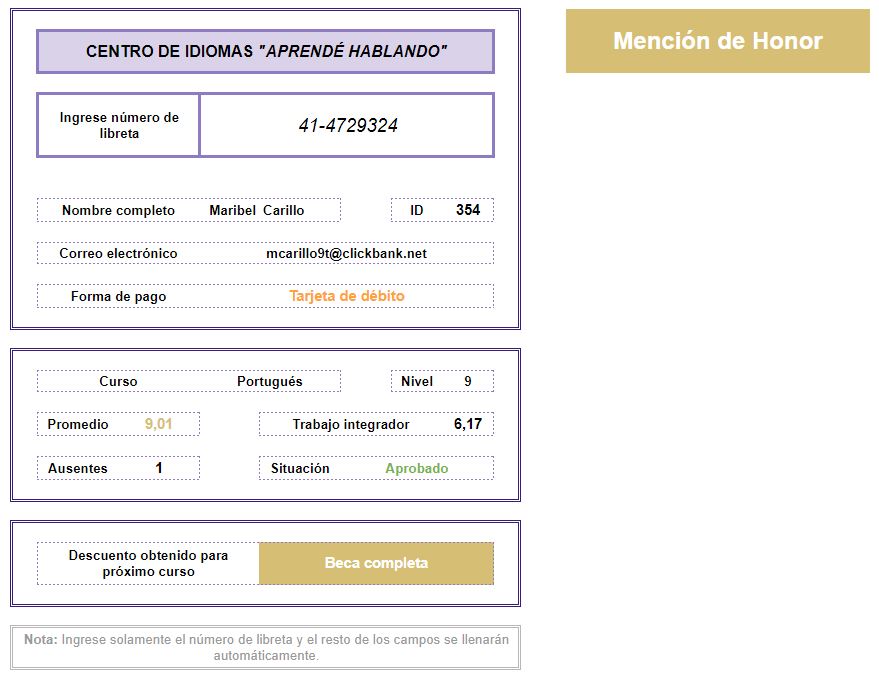 CENTRO DE IDIOMAS "APRENDÉ HABLANDO"
Mención de Honor
Ingrese número de
libreta
41-4729324
Nombre completo Maribel Carillo
ID 354
Correo electrónico mcarillo9t@clickbank.net
Forma de pago Tarjeta de débito
Curso Portugués
Nivel 9
Promedio 9,01
Trabajo integrador 6,17
Ausentes 1
Situación Aprobado
Descuento obtenido para
próximo curso
Beca completa
Nota: Ingrese solamente el número de libreta y el resto de los campos se llenarán
automáticamente.